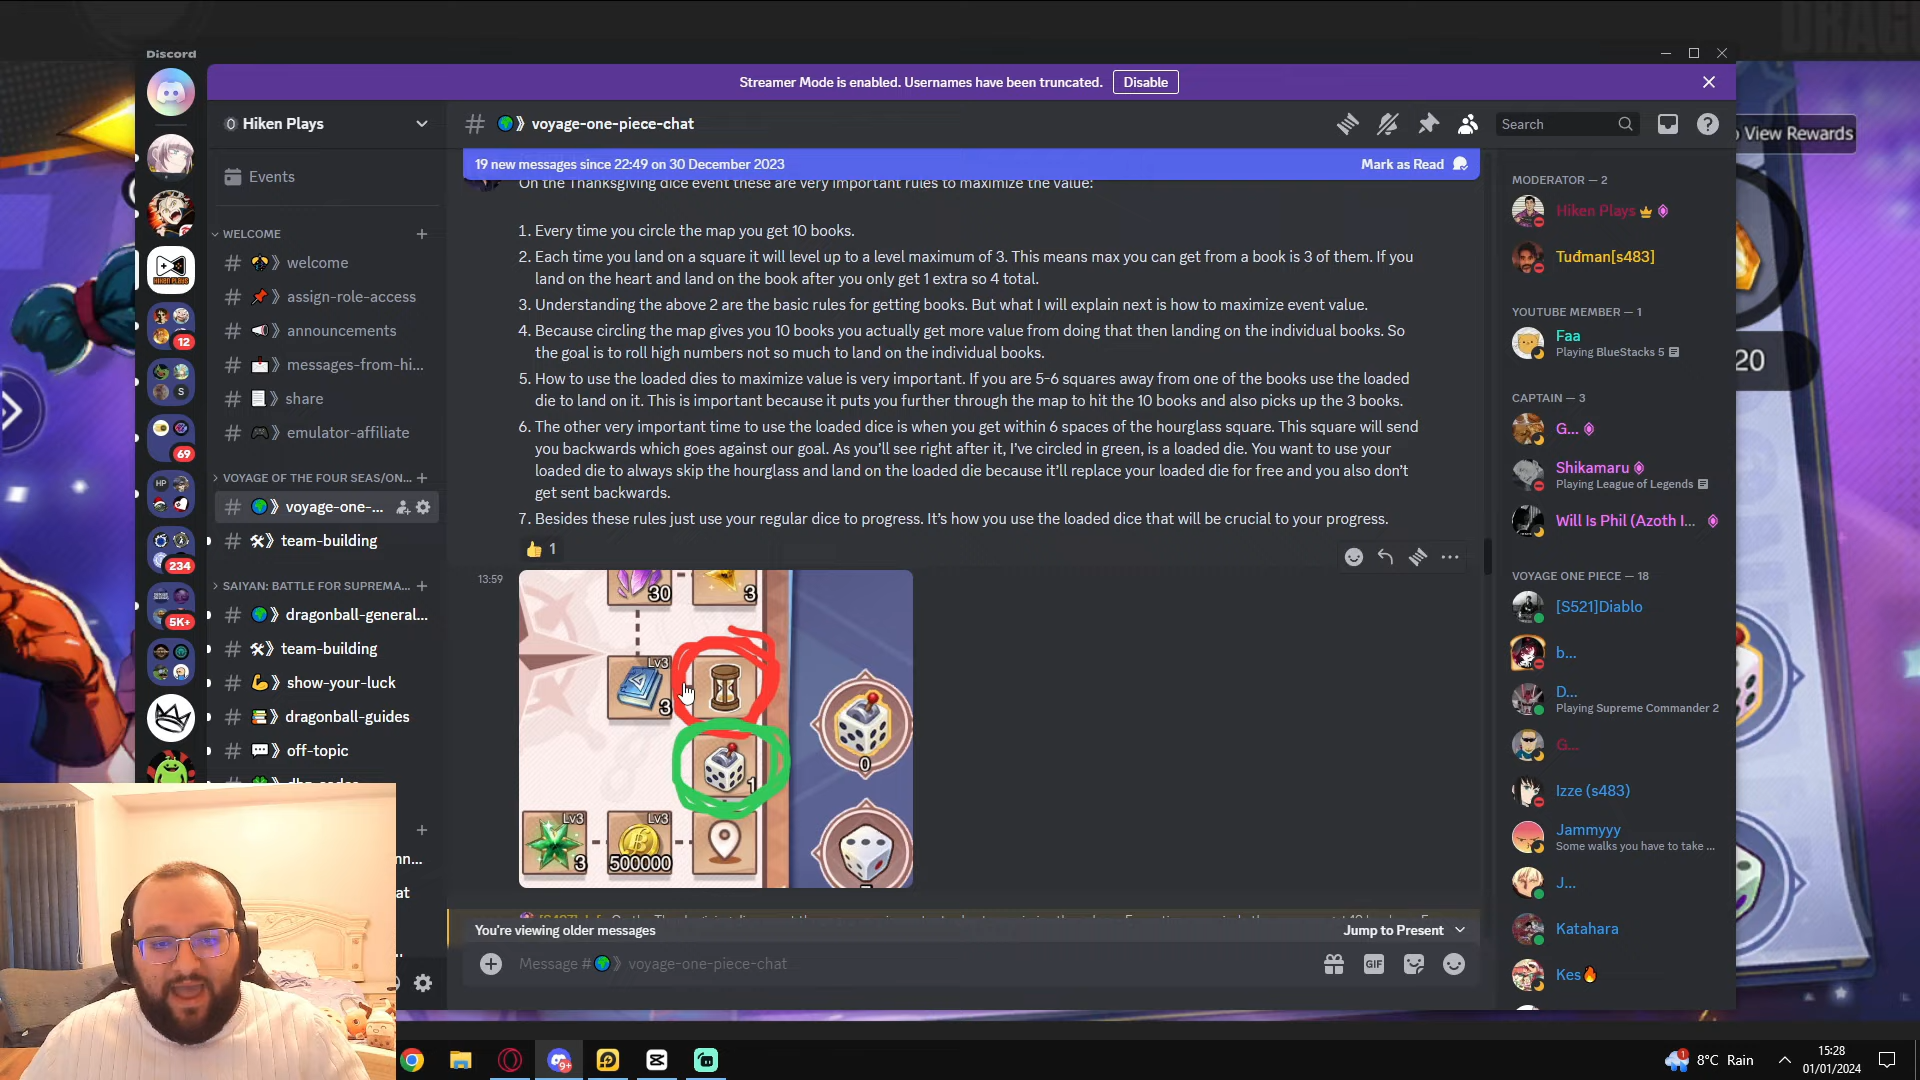 Discord
Streamer Mode is enabled. Usernames have been truncated.
Disable
Hiken Plays
voyage-one-piece-chat
Search
19 new messages since 22:49 on 30 December 2023
Mark as Read
View Rewards
20
Events
WELCOME
welcome
assign-role-access
announcements
messages-from-hi...
share
emulator-affiliate
VOYAGE OF THE FOUR SEAS/ON...
voyage-one-...
team-building
SAIYAN: BATTLE FOR SUPREMA...
dragonball-general...
team-building
show-your-luck
dragonball-guides
off-topic
nn...
at
12
69
HP
S
234
5K+
On the Thanksgiving dice event these are very important rules to maximize the value:
1. Every time you circle the map you get 10 books.
2. Each time you land on a square it will level up to a level maximum of 3. This means max you can get from a book is 3 of them. If you
land on the heart and land on the book after you only get 1 extra so 4 total.
3. Understanding the above 2 are the basic rules for getting books. But what I will explain next is how to maximize event value.
4. Because circling the map gives you 10 books you actually get more value from doing that then landing on the individual books. So
the goal is to roll high numbers not so much to land on the individual books.
5. How to use the loaded dies to maximize value is very important. If you are 5-6 squares away from one of the books use the loaded
die to land on it. This is important because it puts you further through the map to hit the 10 books and also picks up the 3 books.
6. The other very important time to use the loaded dice is when you get within 6 spaces of the hourglass square. This square will send
you backwards which goes against our goal. As you'll see right after it, I've circled in green, is a loaded die. You want to use your
loaded die to always skip the hourglass and land on the loaded die because it'll replace your loaded die for free and you also don't
get sent backwards.
7. Besides these rules just use your regular dice to progress. It's how you use the loaded dice that will be crucial to your progress.
1
13:59
30
3
Lv3
3
1
0
Lv3
3
Lv3
500000
You're viewing older messages
Jump to Present
Message # voyage-one-piece-chat
GIF
MODERATOR — 2
Hiken Plays
Tuđman[s483]
YOUTUBE MEMBER — 1
Faa
Playing BlueStacks 5
CAPTAIN — 3
G...
Shikamaru
Playing League of Legends
Will Is Phil (Azoth I...
VOYAGE ONE PIECE — 18
[S521]Diablo
b...
D...
Playing Supreme Commander 2
G...
Izze (s483)
Jammyyy
Some walks you have to take ...
J...
Katahara
Kes
9+
1
8°C Rain
15:28
01/01/2024